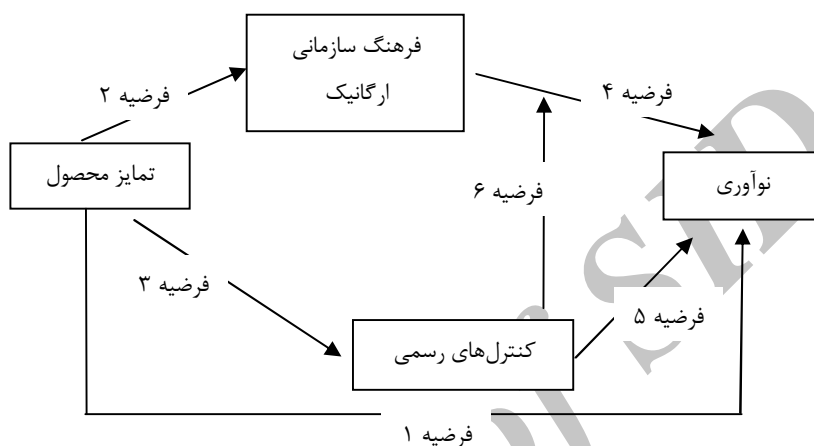 فرهنگ سازمانی
ارگانیک
فرضیه ۲
فرضیه ۴
تمایز محصول
نوآوری
فرضیه ۶
فرضیه ۳
فرضیه ۵
کنترل‌های رسمی
فرضیه ۱